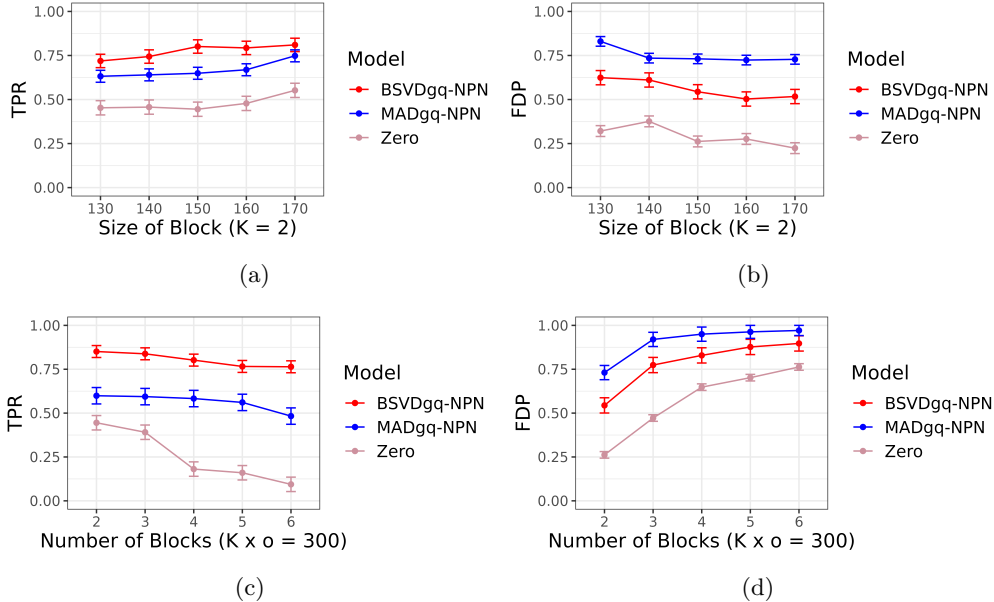 1.00
0.75
0.50
0.25
0.00
TPR
130 140 150 160 170
Size of Block (K = 2)
Model
BSVDgq-NPN
MADgq-NPN
Zero
(a)
1.00
0.75
0.50
0.25
0.00
FDP
130 140 150 160 170
Size of Block (K = 2)
Model
BSVDgq-NPN
MADgq-NPN
Zero
(b)
1.00
0.75
0.50
0.25
0.00
TPR
2 3 4 5 6
Number of Blocks (K x o = 300)
Model
BSVDgq-NPN
MADgq-NPN
Zero
(c)
1.00
0.75
0.50
0.25
0.00
FDP
2 3 4 5 6
Number of Blocks (K x o = 300)
Model
BSVDgq-NPN
MADgq-NPN
Zero
(d)